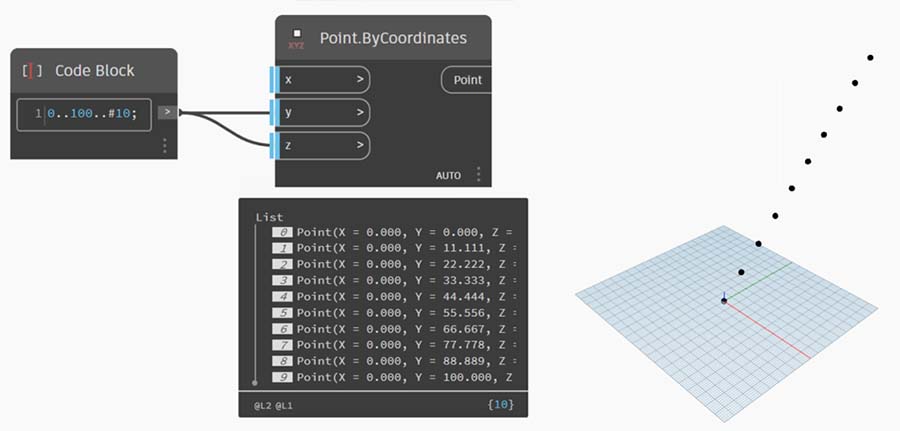 Code Block
1 0..100..#10;
>
XYZ
Point.ByCoordinates
x >
Point
y >
z >
AUTO
List
0 Point(X = 0.000, Y = 0.000, Z =
1 Point(X = 0.000, Y = 11.111, Z =
2 Point(X = 0.000, Y = 22.222, Z =
3 Point(X = 0.000, Y = 33.333, Z =
4 Point(X = 0.000, Y = 44.444, Z =
5 Point(X = 0.000, Y = 55.556, Z =
6 Point(X = 0.000, Y = 66.667, Z =
7 Point(X = 0.000, Y = 77.778, Z =
8 Point(X = 0.000, Y = 88.889, Z =
9 Point(X = 0.000, Y = 100.000, Z
@L2 @L1
{10}